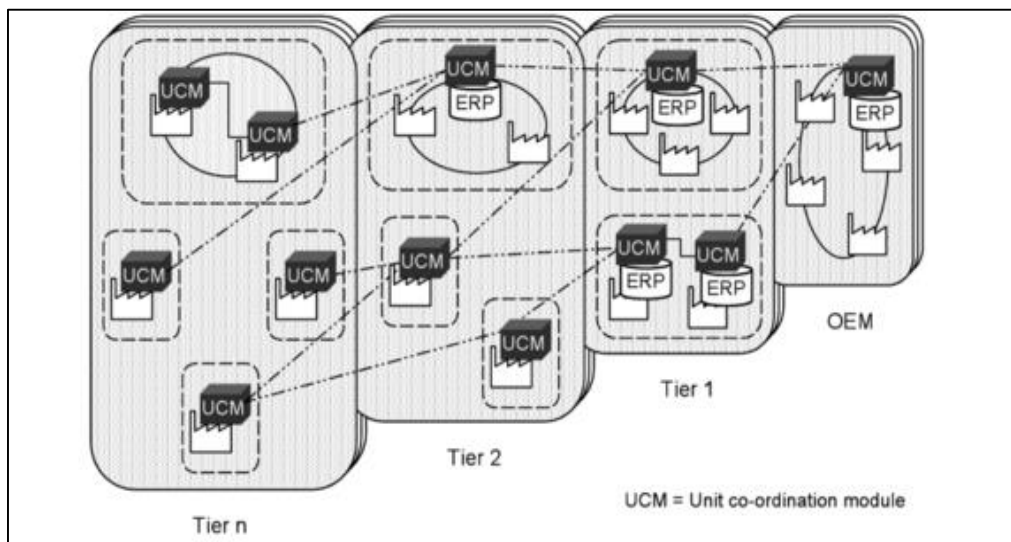 UCM
UCM
UCM
UCM
UCM
UCM
ERP
UCM
UCM
Tier n
Tier 2
UCM
ERP
UCM
ERP
UCM
ERP
Tier 1
UCM
ERP
OEM
UCM = Unit co-ordination module